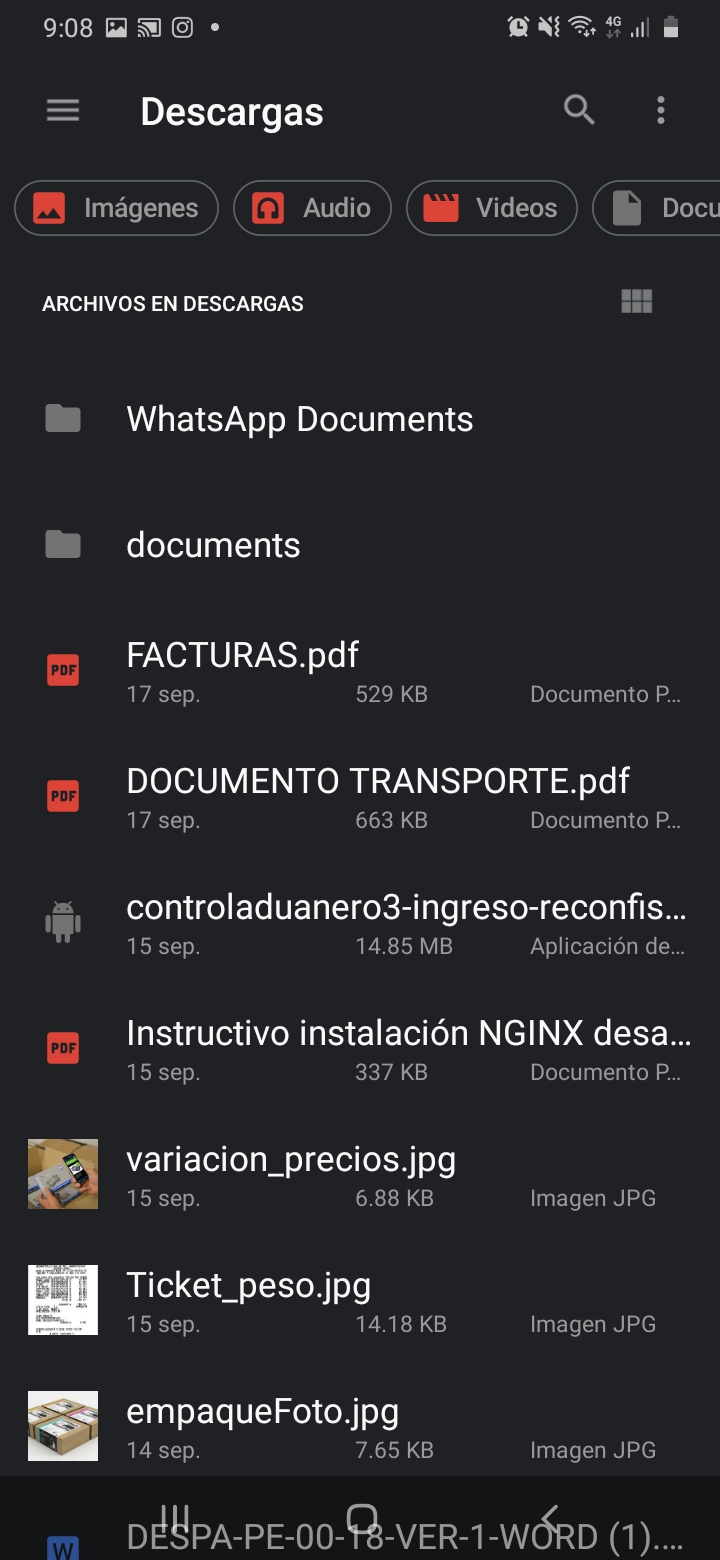 9:08
4G
Descargas
Imágenes
Audio
Videos
Docu
ARCHIVOS EN DESCARGAS
WhatsApp Documents
documents
PDF
FACTURAS.pdf
17 sep. 529 KB Documento P...
PDF
DOCUMENTO TRANSPORTE.pdf
17 sep. 663 KB Documento P...
controladuanero3-ingreso-reconfis...
15 sep. 14.85 MB Aplicación de...
PDF
Instructivo instalación NGINX desa...
15 sep. 337 KB Documento P...
variacion_precios.jpg
15 sep. 6.88 KB Imagen JPG
Ticket_peso.jpg
15 sep. 14.18 KB Imagen JPG
empaqueFoto.jpg
14 sep. 7.65 KB Imagen JPG
W
DESPA-PE-00-18-VER-1-WORD (1)....